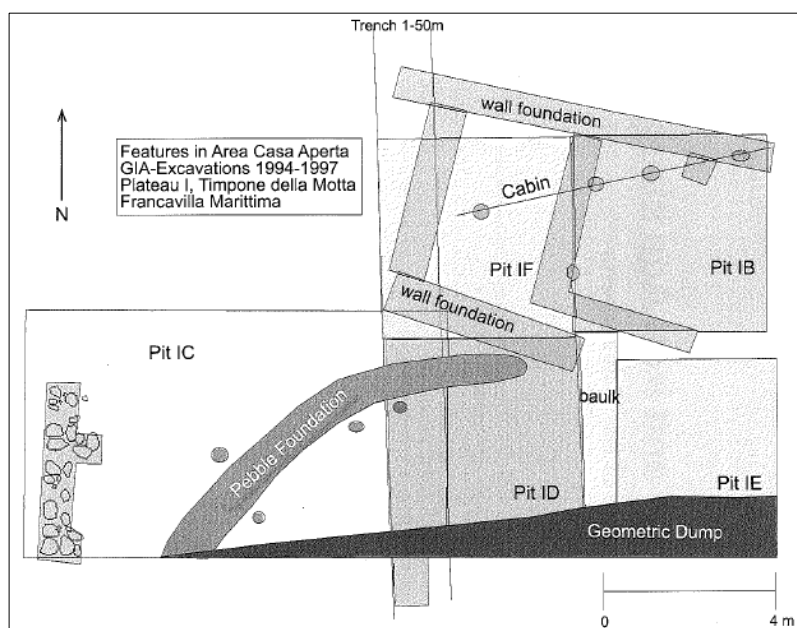 Trench 1-50m
wall foundation
Features in Area Casa Aperta
GIA-Excavations 1994-1997
Plateau I, Timpone della Motta
Francavilla Marittima
N
Cabin
Pit IF
Pit IB
wall foundation
Pit IC
baulk
Pebble Foundation
Pit ID
Pit IE
Geometric Dump
0
4 m